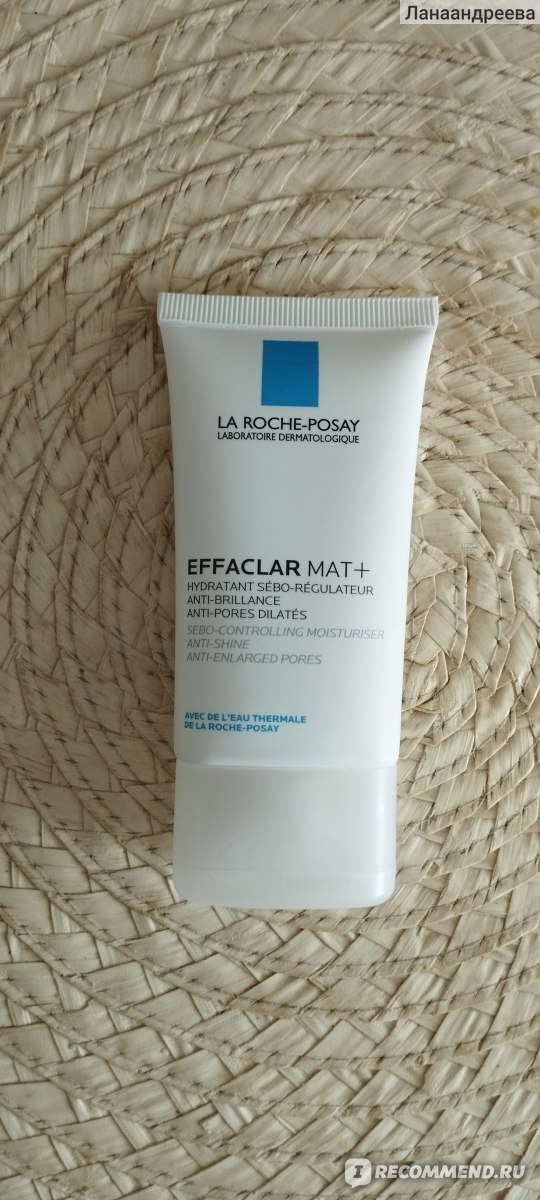 Ланаандреева
LA ROCHE-POSAY
LABORATOIRE DERMATOLOGIQUE
EFFACLAR MAT+
HYDRATANT SÉBO-RÉGULATEUR
ANTI-BRILLANCE
ANTI-PORES DILATÉS
SEBO-CONTROLLING MOISTURISER
ANTI-SHINE
ANTI-ENLARGED PORES
AVEC DE L'EAU THERMALE
DE LA ROCHE-POSAY
IRECOMMEND.RU